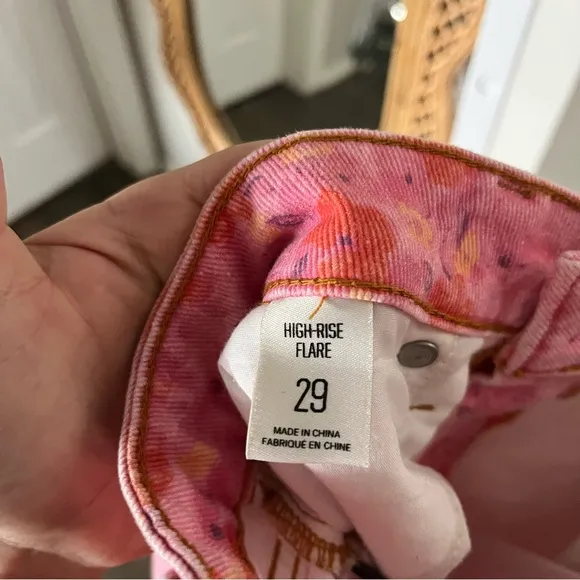 HIGH-RISE
FLARE
29
MADE IN CHINA
FABRIQUÉ EN CHINE